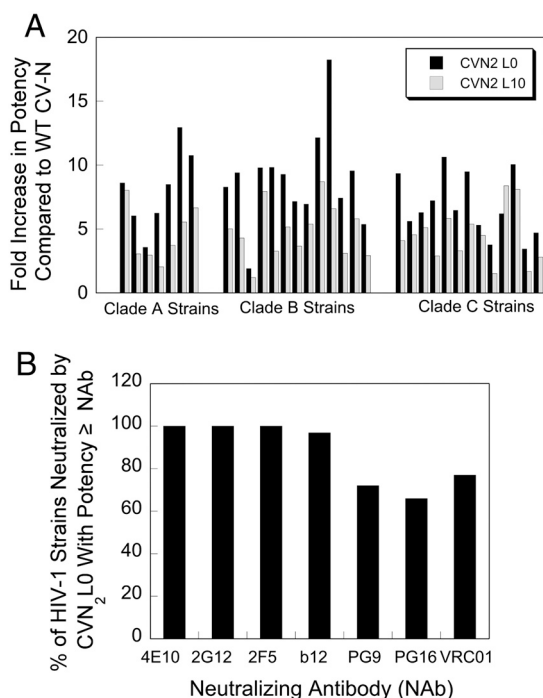 A
Fold Increase in Potency
Compared to WT CV-N
20
15
10
5
0
CVN2 L0
CVN2 L10
Clade A Strains
Clade B Strains
Clade C Strains
B
% of HIV-1 Strains Neutralized by
CVN2 L0 With Potency ≥ NAb
120
100
80
60
40
20
0
4E10 2G12 2F5 b12 PG9 PG16 VRC01
Neutralizing Antibody (NAb)